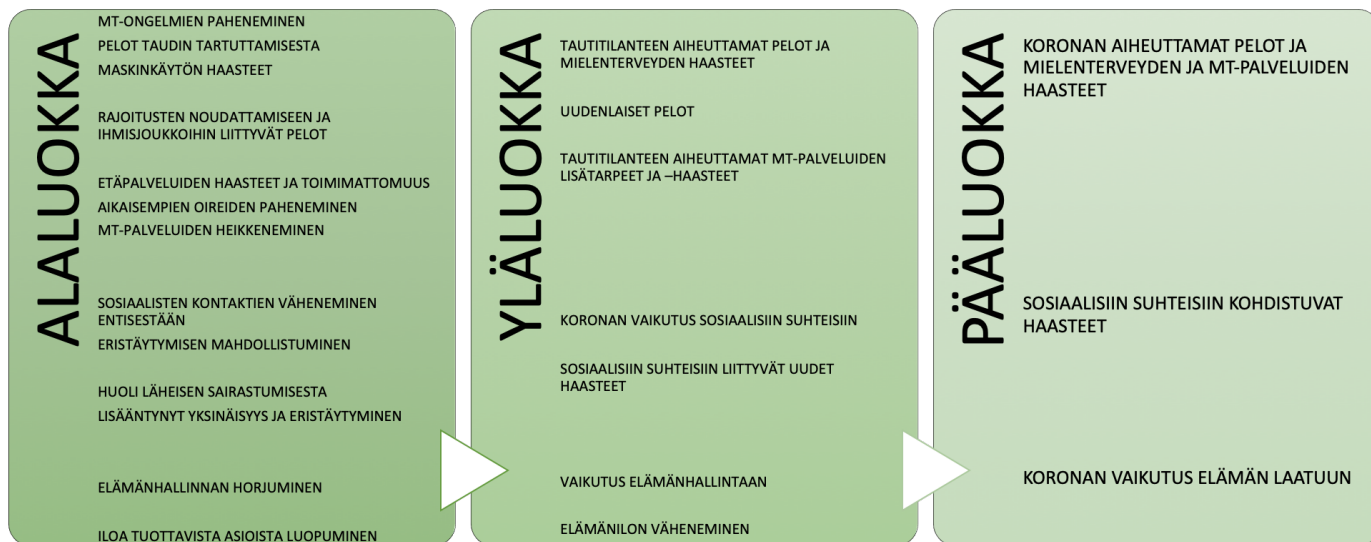 ALALUOKKA
MT-ONGELMIEN PAHENEMINEN
PELOT TAUDIN TARTUTTAMISESTA
MASKINKÄYTÖN HAASTEET
RAJOITUSTEN NOUDATTAMISEEN JA
IHMISJOUKKOIHIN LIITTYVÄT PELOT
ETÄPALVELUIDEN HAASTEET JA TOIMIMATTOMUUS
AIKAISEMPIEN OIREIDEN PAHENEMINEN
MT-PALVELUIDEN HEIKKENEMINEN
SOSIAALISTEN KONTAKTIEN VÄHENEMINEN
ENTISESTÄÄN
ERISTÄYTYMISEN MAHDOLLISTUMINEN
HUOLI LÄHEISEN SAIRASTUMISESTA
LISÄÄNTYNYT YKSINÄISYYS JA ERISTÄYTYMINEN
ELÄMÄNHALLINNAN HORJUMINEN
ILOA TUOTTAVISTA ASIOISTA LUOPUMINEN
YLÄLUOKKA
TAUTITILANTEEN AIHEUTTAMAT PELOT JA
MIELENTERVEYDEN HAASTEET
UUDENLAISET PELOT
TAUTITILANTEEN AIHEUTTAMAT MT-PALVELUIDEN
LISÄTARPEET JA –HAASTEET
KORONAN VAIKUTUS SOSIAALISIIN SUHTEISIIN
SOSIAALISIIN SUHTEISIIN LIITTYVÄT UUDET
HAASTEET
VAIKUTUS ELÄMÄNHALLINTAAN
ELÄMÄNILON VÄHENEMINEN
PÄÄLUOKKA
KORONAN AIHEUTTAMAT PELOT JA
MIELENTERVEYDEN JA MT-PALVELUIDEN
HAASTEET
SOSIAALISIIN SUHTEISIIN KOHDISTUVAT
HAASTEET
KORONAN VAIKUTUS ELÄMÄN LAATUUN